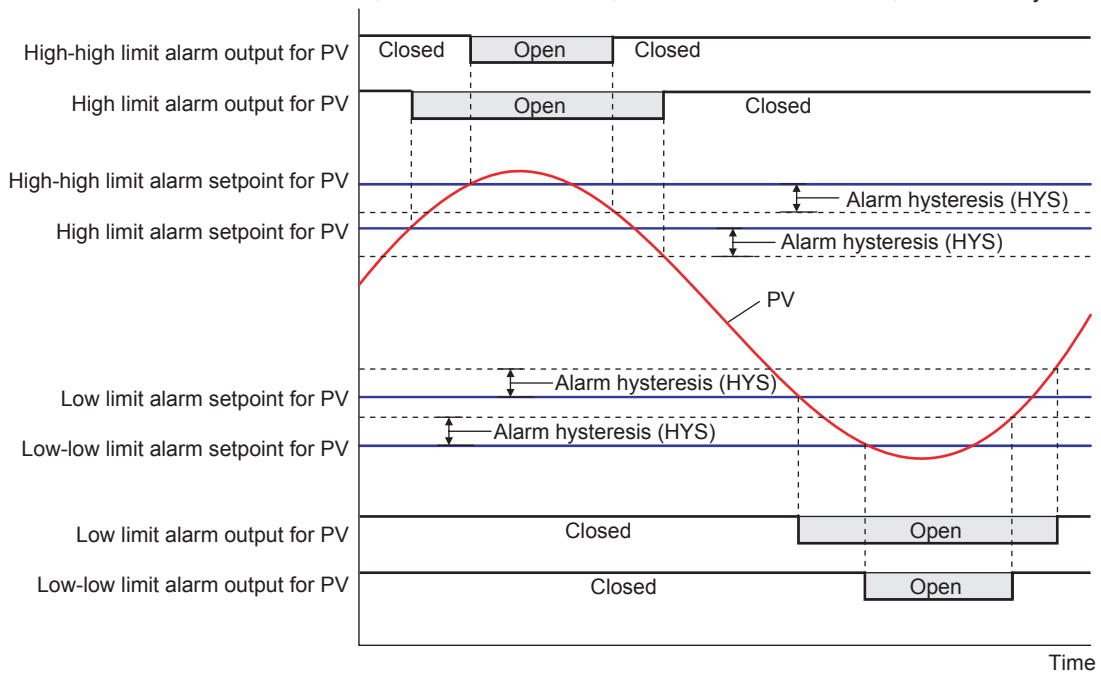 High-high limit alarm output for PV
Closed
Open
Closed
High limit alarm output for PV
Open
Closed
High-high limit alarm setpoint for PV
Alarm hysteresis (HYS)
High limit alarm setpoint for PV
Alarm hysteresis (HYS)
PV
Alarm hysteresis (HYS)
Low limit alarm setpoint for PV
Alarm hysteresis (HYS)
Low-low limit alarm setpoint for PV
Low limit alarm output for PV
Closed
Open
Low-low limit alarm output for PV
Closed
Open
Time